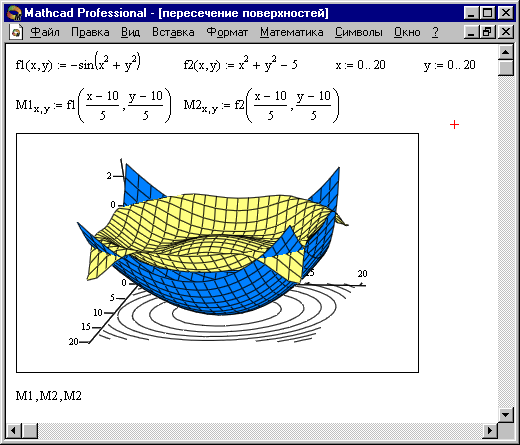 Mathcad Professional - [пересечение поверхностей]
Файл Правка Вид Вставка Формат Математика Символы Окно ?
f1(x,y) := -sin(x² + y²) f2(x,y) := x² + y² - 5 x := 0.. 20 y := 0.. 20
M1x,y := f1((x - 10)/5, (y - 10)/5) M2x,y := f2((x - 10)/5, (y - 10)/5)
2
0
0
5
10
15
20
15
20
M1,M2,M2